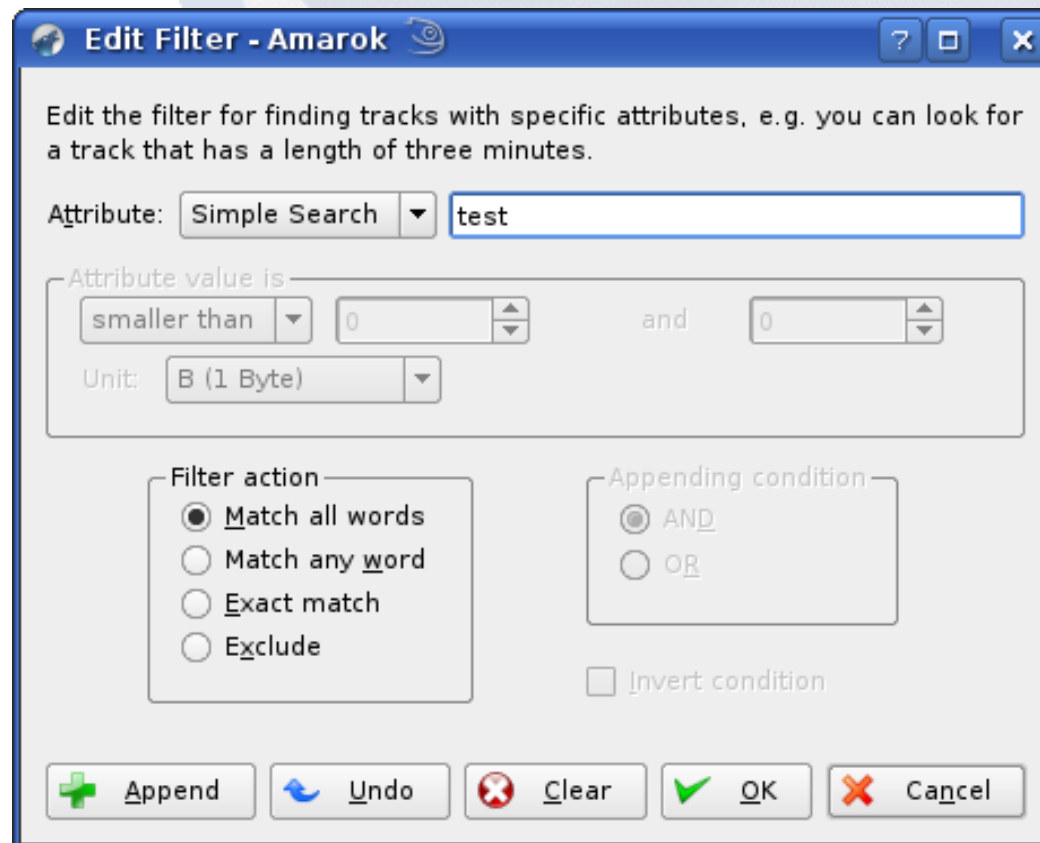 Edit Filter - Amarok
Edit the filter for finding tracks with specific attributes, e.g. you can look for
a track that has a length of three minutes.
Attribute: Simple Search test
Attribute value is
smaller than 0 and 0
Unit: B (1 Byte)
Filter action
Match all words
Match any word
Exact match
Exclude
Appending condition
AND
OR
Invert condition
Append Undo Clear OK Cancel